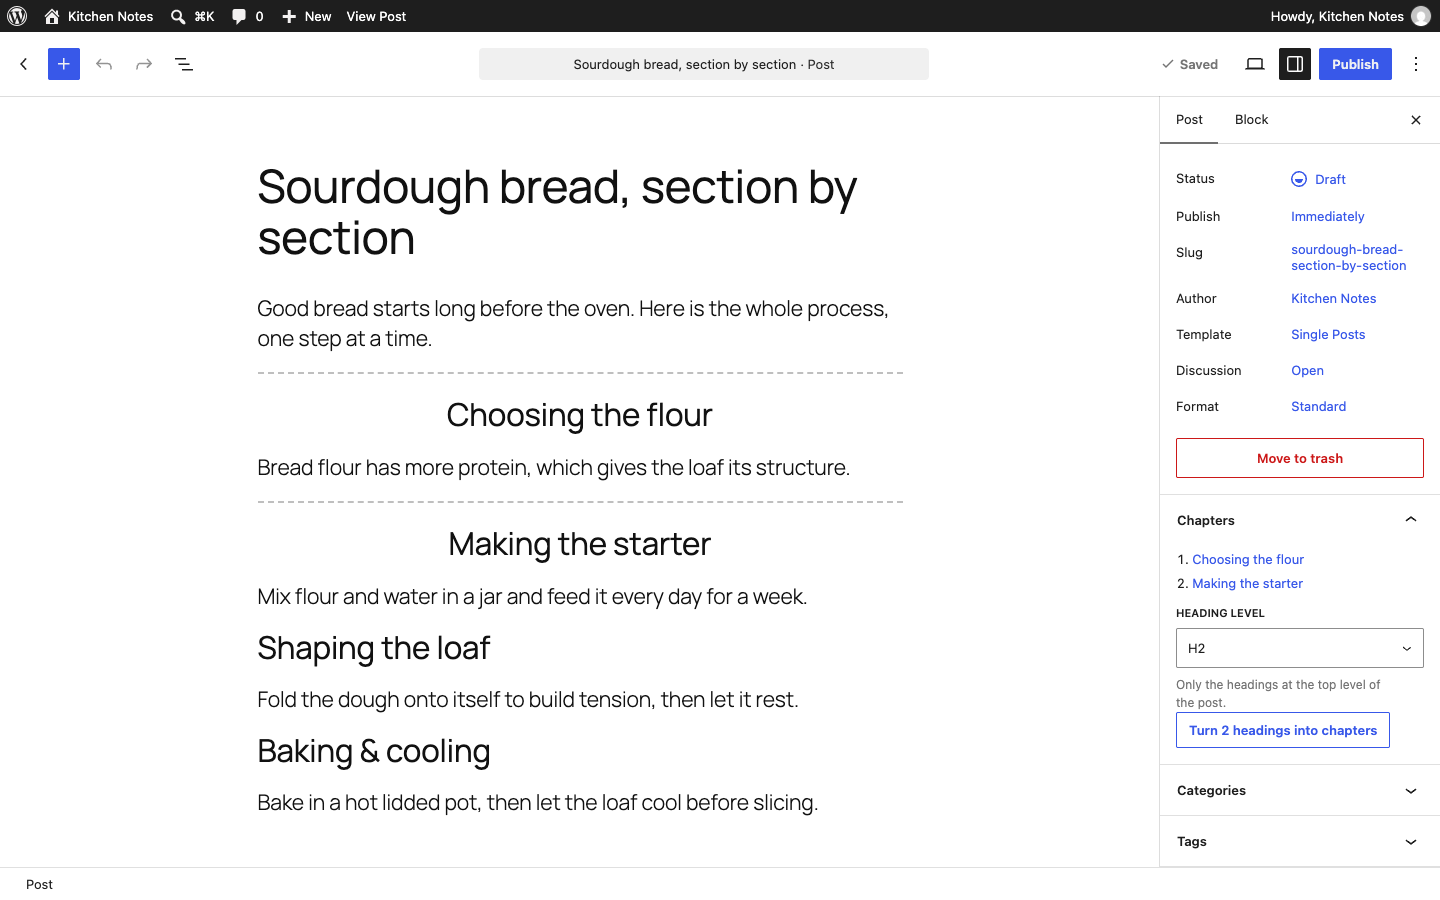 Kitchen Notes ⌘K 0 New View Post Howdy, Kitchen Notes
Sourdough bread, section by section · Post
Saved
Publish
Sourdough bread, section by
section
Good bread starts long before the oven. Here is the whole process,
one step at a time.
Choosing the flour
Bread flour has more protein, which gives the loaf its structure.
Making the starter
Mix flour and water in a jar and feed it every day for a week.
Shaping the loaf
Fold the dough onto itself to build tension, then let it rest.
Baking & cooling
Bake in a hot lidded pot, then let the loaf cool before slicing.
Post Block
Status Draft
Publish Immediately
Slug sourdough-bread-
section-by-section
Author Kitchen Notes
Template Single Posts
Discussion Open
Format Standard
Move to trash
Chapters
1. Choosing the flour
2. Making the starter
HEADING LEVEL
H2
Only the headings at the top level of
the post.
Turn 2 headings into chapters
Categories
Tags
Post